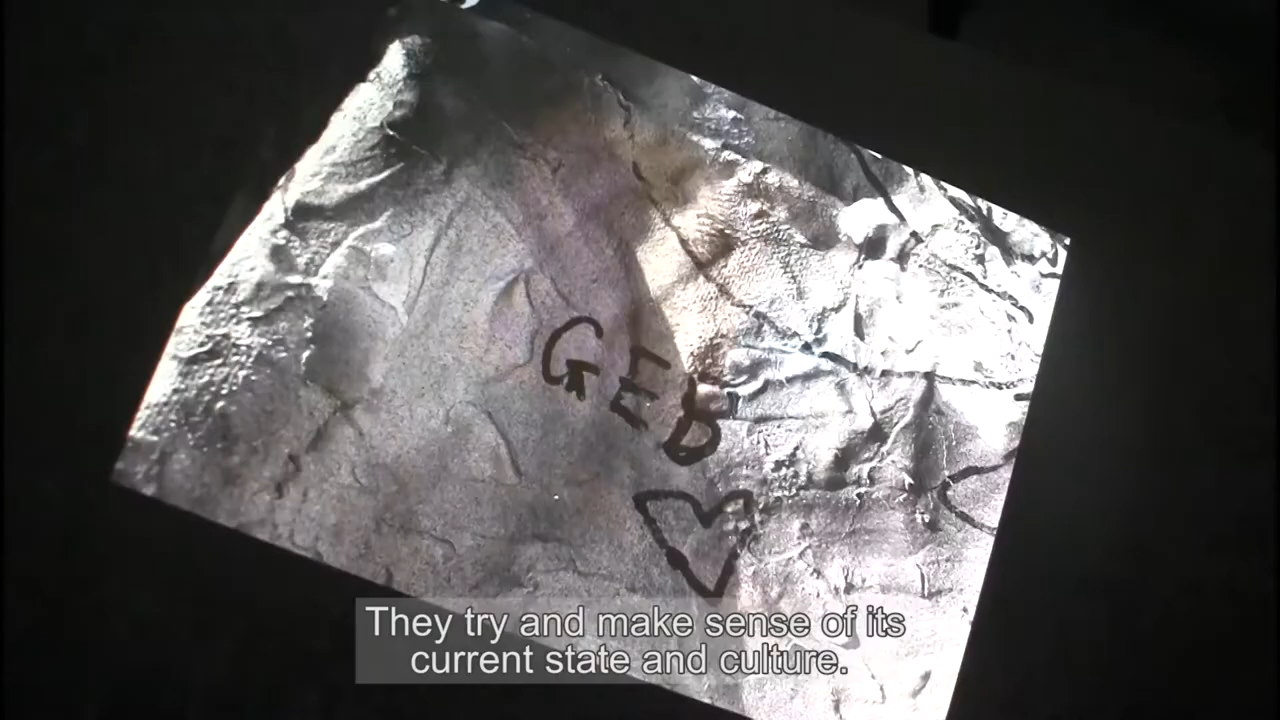 GEB
They try and make sense of its
current state and culture.